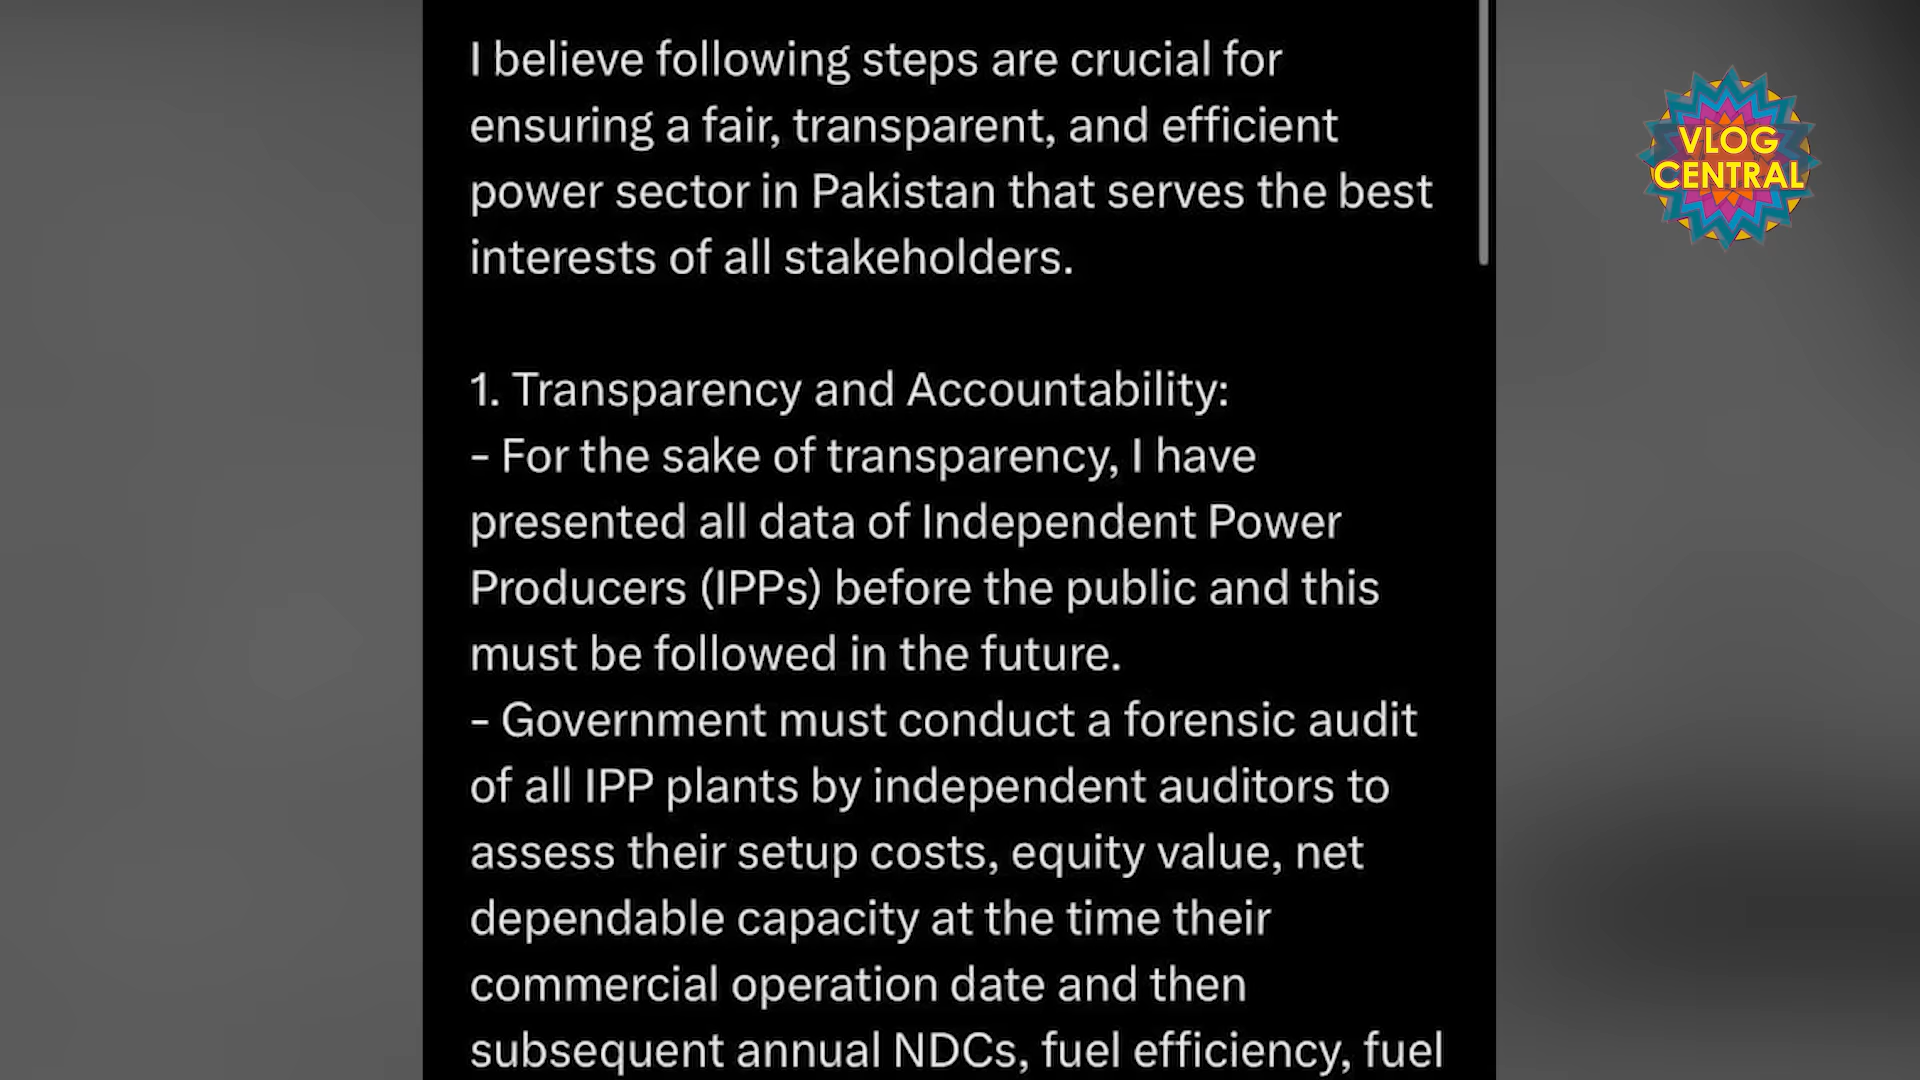 I believe following steps are crucial for
ensuring a fair, transparent, and efficient
power sector in Pakistan that serves the best
interests of all stakeholders.
1. Transparency and Accountability:
- For the sake of transparency, I have
presented all data of Independent Power
Producers (IPPs) before the public and this
must be followed in the future.
- Government must conduct a forensic audit
of all IPP plants by independent auditors to
assess their setup costs, equity value, net
dependable capacity at the time their
commercial operation date and then
subsequent annual NDCs, fuel efficiency, fuel
VLOG
CENTRAL